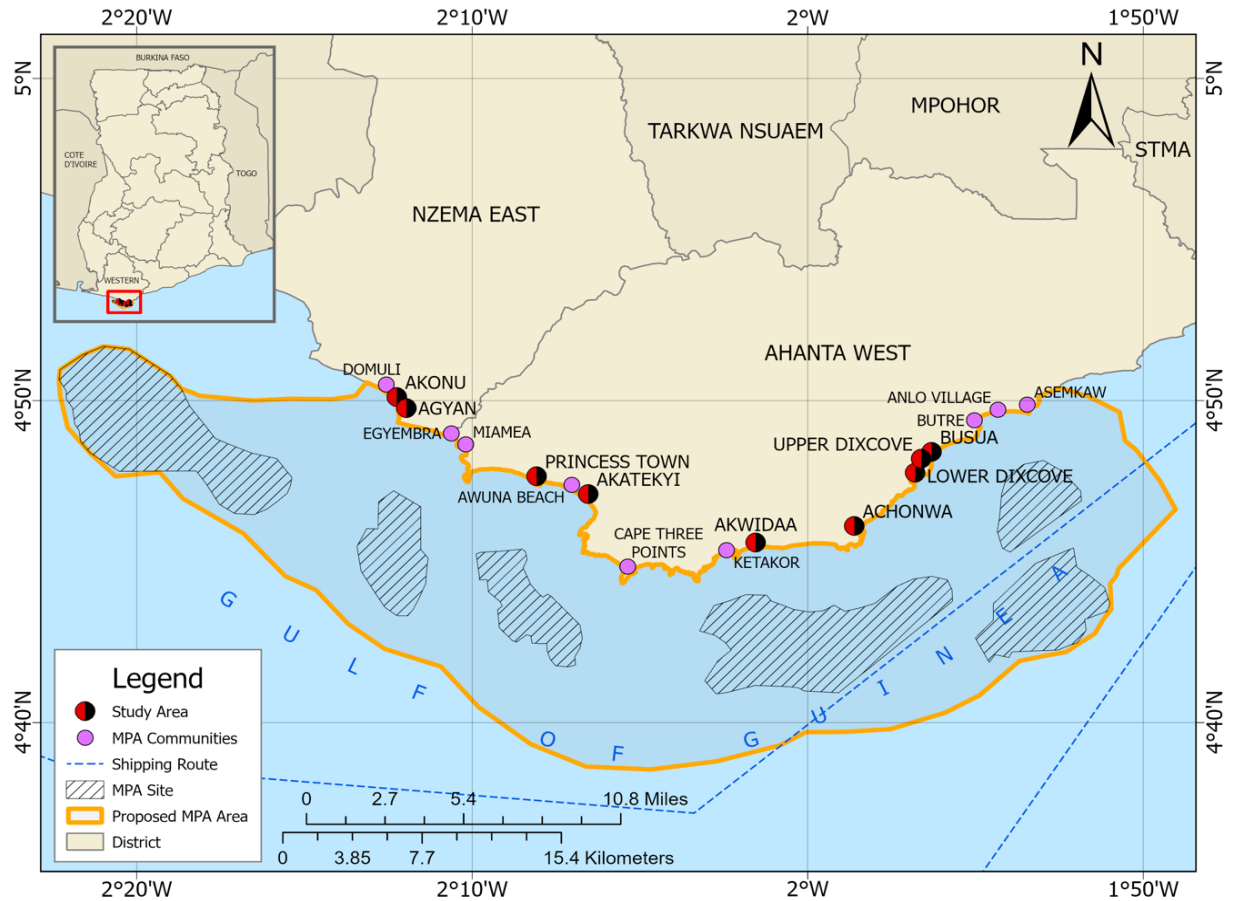 2°20'W 2°10'W 2°W 1°50'W
5°N 5°N
BURKINA FASO
COTE
D'IVOIRE
TOGO
WESTERN
N
MPOHOR
TARKWA NSUAEM
STMA
NZEMA EAST
AHANTA WEST
DOMULI
AKONU
AGYAN
EGYEMBRA
MIAMEA
PRINCESS TOWN
AKATEKYI
AWUNA BEACH
CAPE THREE
POINTS
AKWIDAA
KETAKOR
ACHONWA
LOWER DIXCOVE
UPPER DIXCOVE
BUSUA
BUTRE
ANLO VILLAGE
ASEMKAW
4°50'N 4°50'N
GULF OF GUINEA
4°40'N 4°40'N
Legend
Study Area
MPA Communities
Shipping Route
MPA Site
Proposed MPA Area
District
0 2.7 5.4 10.8 Miles
0 3.85 7.7 15.4 Kilometers
2°20'W 2°10'W 2°W 1°50'W